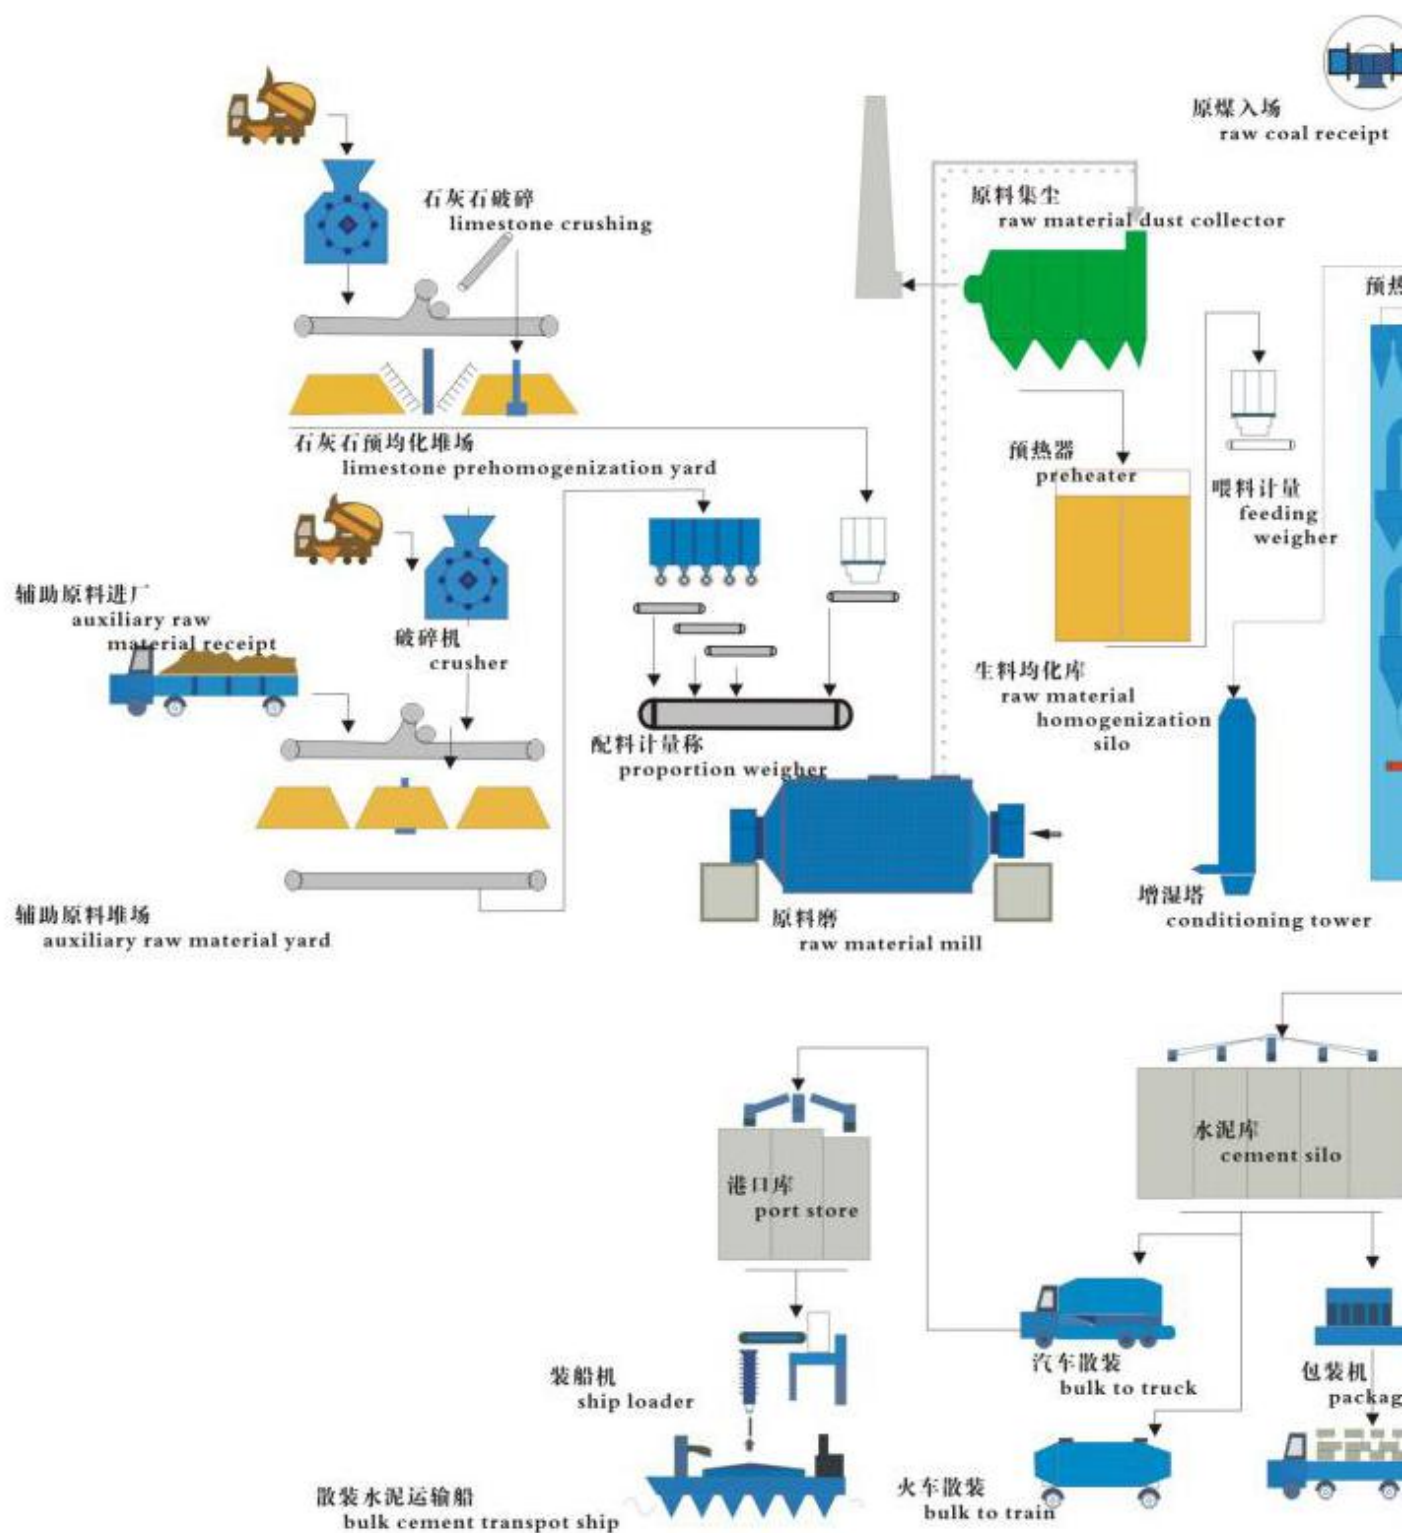 原煤入场
raw coal receipt
石灰石破碎
limestone crushing
原料集尘
raw material dust collector
预热
石灰石预均化堆场
limestone prehomogenization yard
预热器
preheater
喂料计量
feeding
weigher
辅助原料进厂
auxiliary raw
material receipt
破碎机
crusher
生料均化库
raw material
homogenization
silo
配料计量称
proportion weigher
增湿塔
conditioning tower
辅助原料堆场
auxiliary raw material yard
原料磨
raw material mill
水泥库
cement silo
港口库
port store
汽车散装
bulk to truck
包装机
packag
装船机
ship loader
散装水泥运输船
bulk cement transpot ship
火车散装
bulk to train